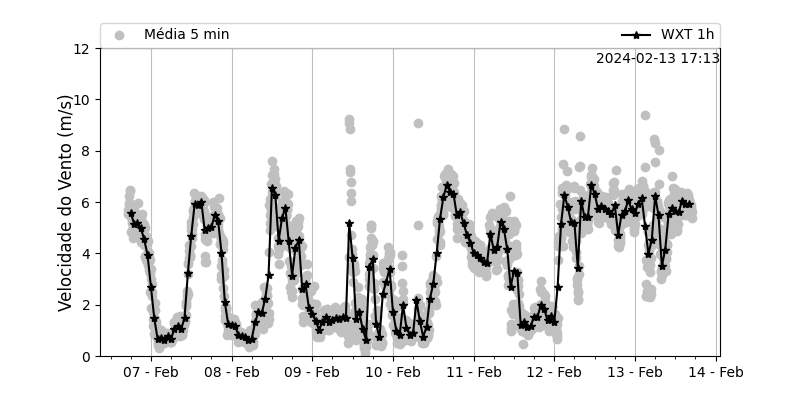 Média 5 min
WXT 1h
2024-02-13 17:13
Velocidade do Vento (m/s)
12
10
8
6
4
2
0
07 - Feb
08 - Feb
09 - Feb
10 - Feb
11 - Feb
12 - Feb
13 - Feb
14 - Feb